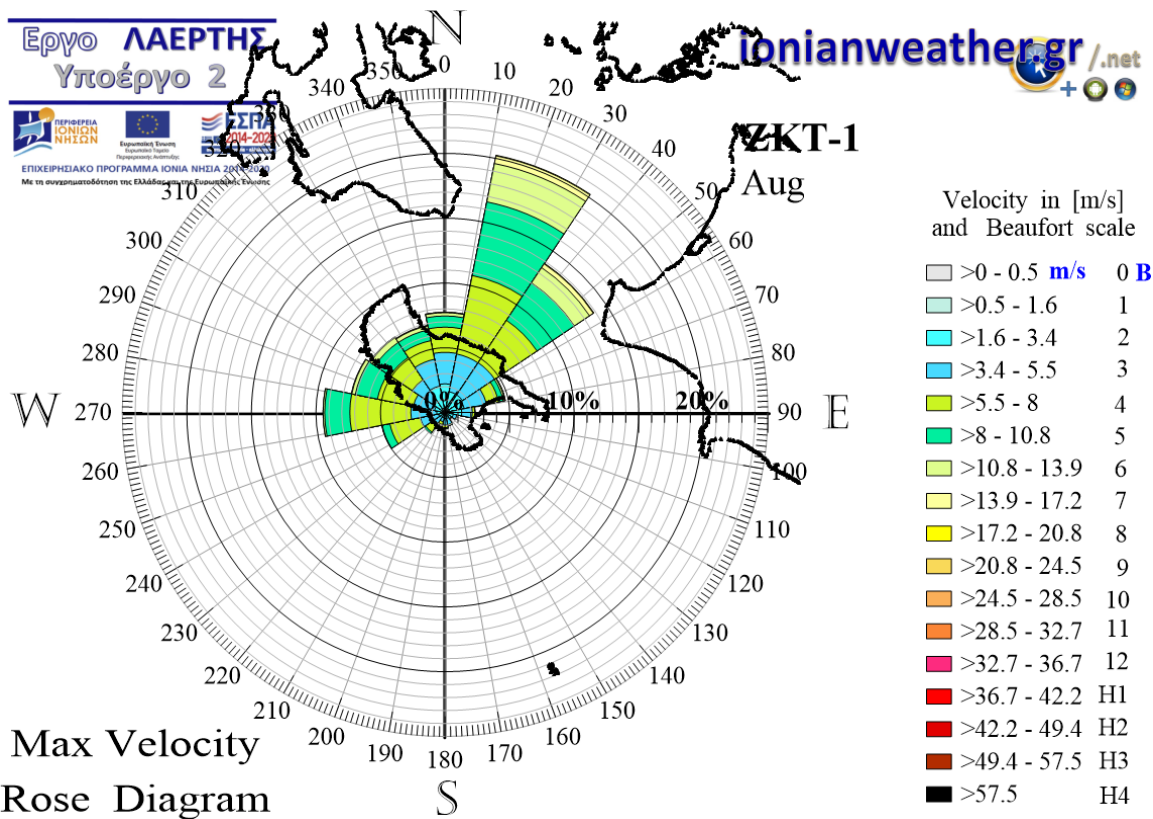 Εργο ΛΑΕΡΤΗΣ
Υποέργο 2
ΠΕΡΙΦΕΡΕΙΑ
ΙΟΝΙΩΝ
ΝΗΣΩΝ
Ευρωπαϊκή Ένωση
Ευρωπαϊκό Ταμείο
Περιφερειακής Ανάπτυξης
ΕΣΠΑ
2014-2020
ΕΠΙΧΕΙΡΗΣΙΑΚΟ ΠΡΟΓΡΑΜΜΑ ΙΟΝΙΑ ΝΗΣΙΑ 2014-2020
Με τη συγχρηματοδότηση της Ελλάδας και της Ευρωπαϊκής Ένωσης
ionianweather.gr /.net
+
ZKT-1
Aug
N
E
S
W
0
10
20
30
40
50
60
70
80
90
100
110
120
130
140
150
160
170
180
190
200
210
220
230
240
250
260
270
280
290
300
310
320
330
340
350
0%
10%
20%
Velocity in [m/s]
and Beaufort scale
>0 - 0.5 m/s 0 B
>0.5 - 1.6 1
>1.6 - 3.4 2
>3.4 - 5.5 3
>5.5 - 8 4
>8 - 10.8 5
>10.8 - 13.9 6
>13.9 - 17.2 7
>17.2 - 20.8 8
>20.8 - 24.5 9
>24.5 - 28.5 10
>28.5 - 32.7 11
>32.7 - 36.7 12
>36.7 - 42.2 H1
>42.2 - 49.4 H2
>49.4 - 57.5 H3
>57.5 H4
Max Velocity
Rose Diagram